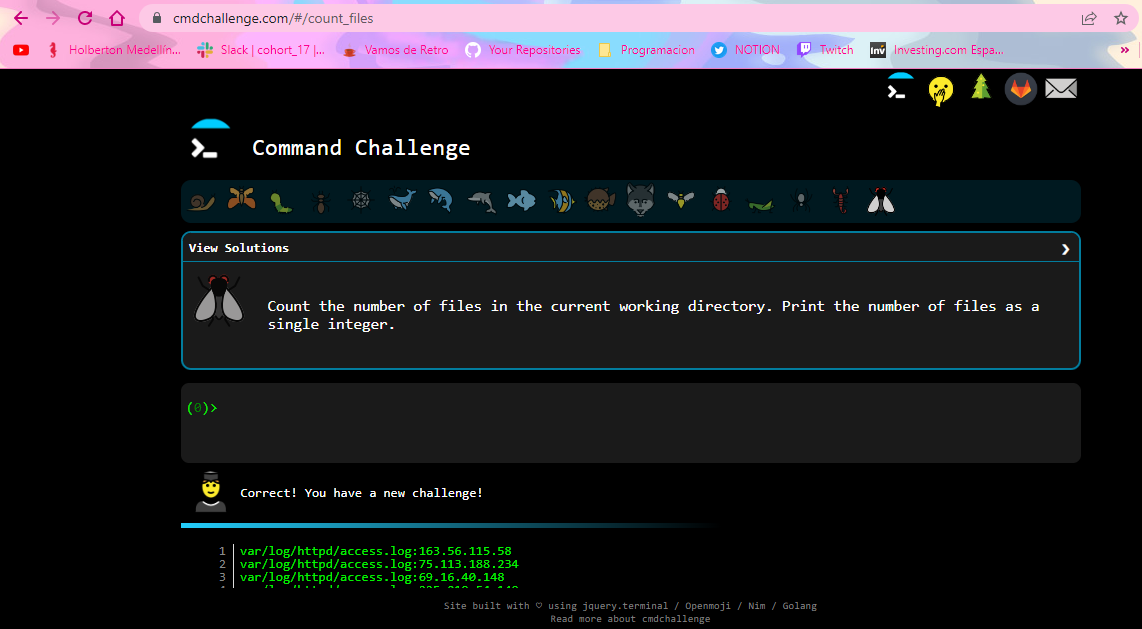 cmdchallenge.com/#/count_files
Holberton Medellín... Slack | cohort_17 |... Vamos de Retro Your Repositories Programacion NOTION Twitch Inv Investing.com Espa... »
Command Challenge
View Solutions ❯
Count the number of files in the current working directory. Print the number of files as a
single integer.
(0)>
Correct! You have a new challenge!
1 var/log/httpd/access.log:163.56.115.58
2 var/log/httpd/access.log:75.113.188.234
3 var/log/httpd/access.log:69.16.40.148
Site built with ♡ using jquery.terminal / Openmoji / Nim / Golang
Read more about cmdchallenge